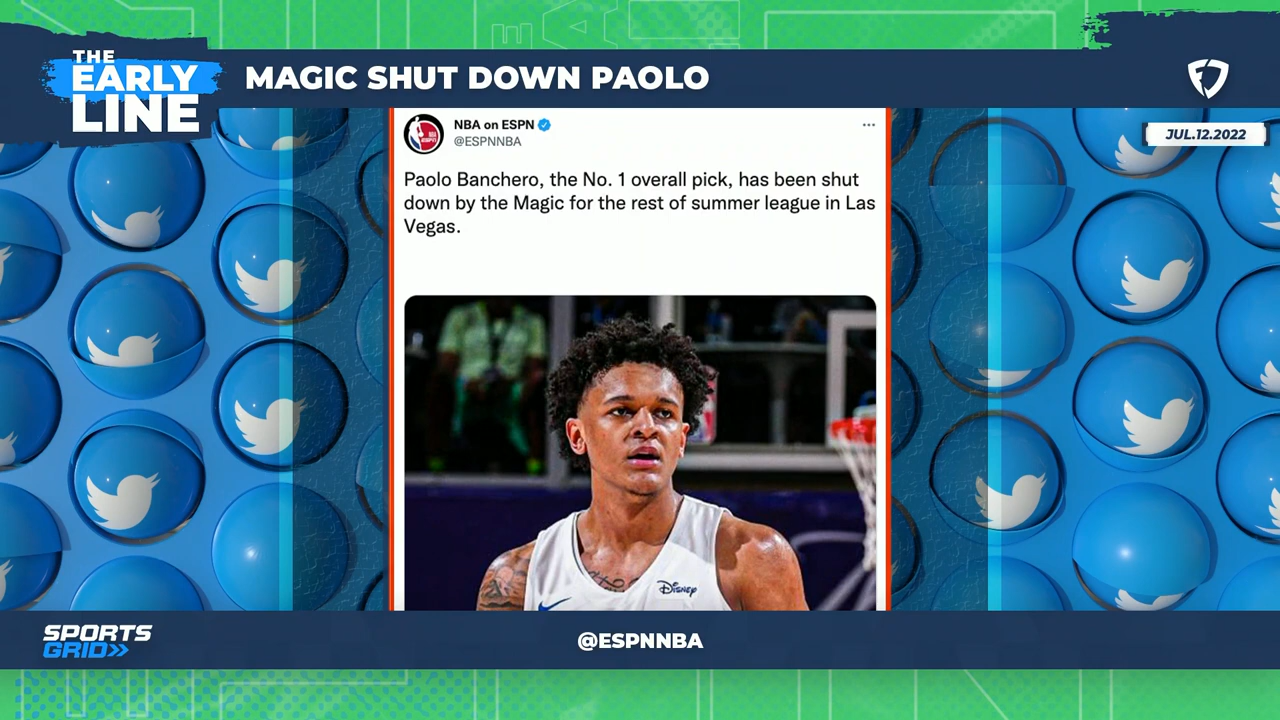 THE
EARLY
LINE
MAGIC SHUT DOWN PAOLO
JUL.12.2022
NBA on ESPN
@ESPNNBA
Paolo Banchero, the No. 1 overall pick, has been shut
down by the Magic for the rest of summer league in Las
Vegas.
Disney
SPORTS
GRID>>
@ESPNNBA